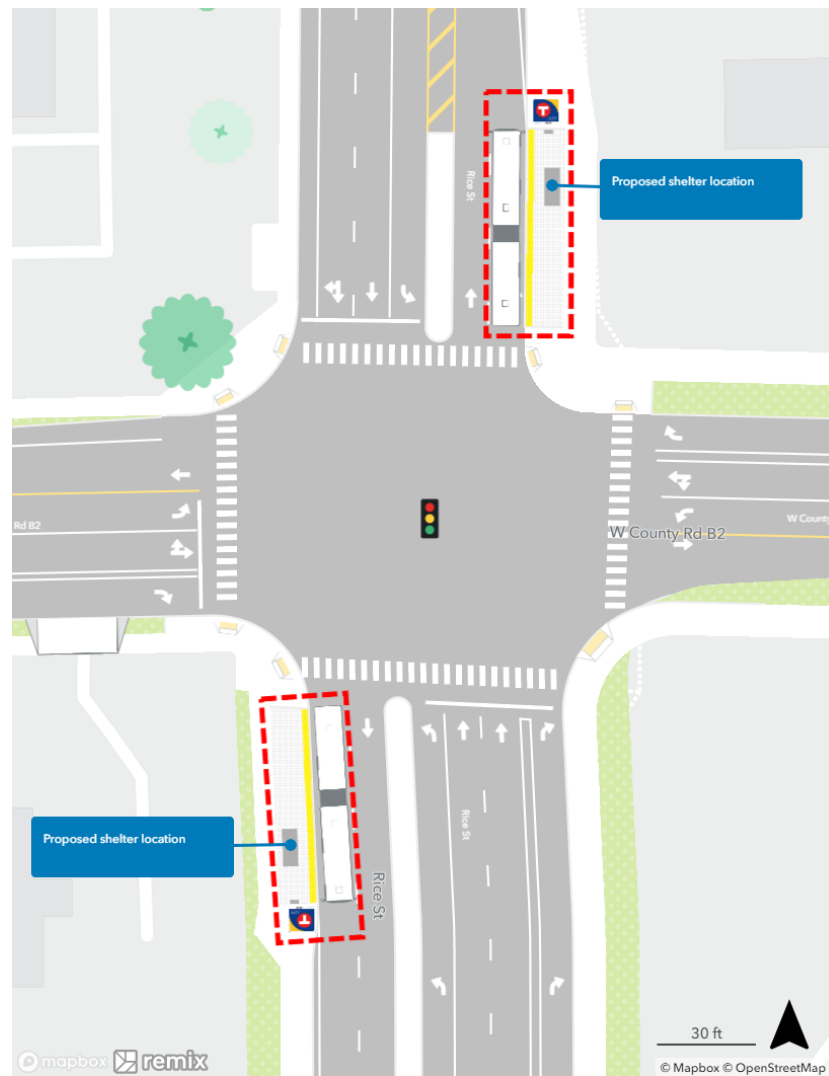 Rice St
Proposed shelter location
Rd B2
W County Rd B2
W County
Proposed shelter location
Rice St
Rice St
30 ft
mapbox remix
© Mapbox © OpenStreetMap